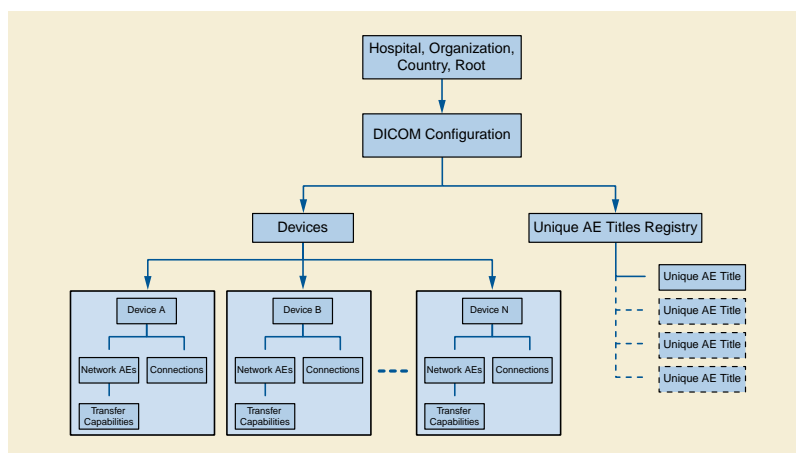 Hospital, Organization,
Country, Root
DICOM Configuration
Devices
Unique AE Titles Registry
Unique AE Title
Unique AE Title
Unique AE Title
Unique AE Title
Device A
Network AEs
Connections
Transfer
Capabilities
Device B
Network AEs
Connections
Transfer
Capabilities
Device N
Network AEs
Connections
Transfer
Capabilities